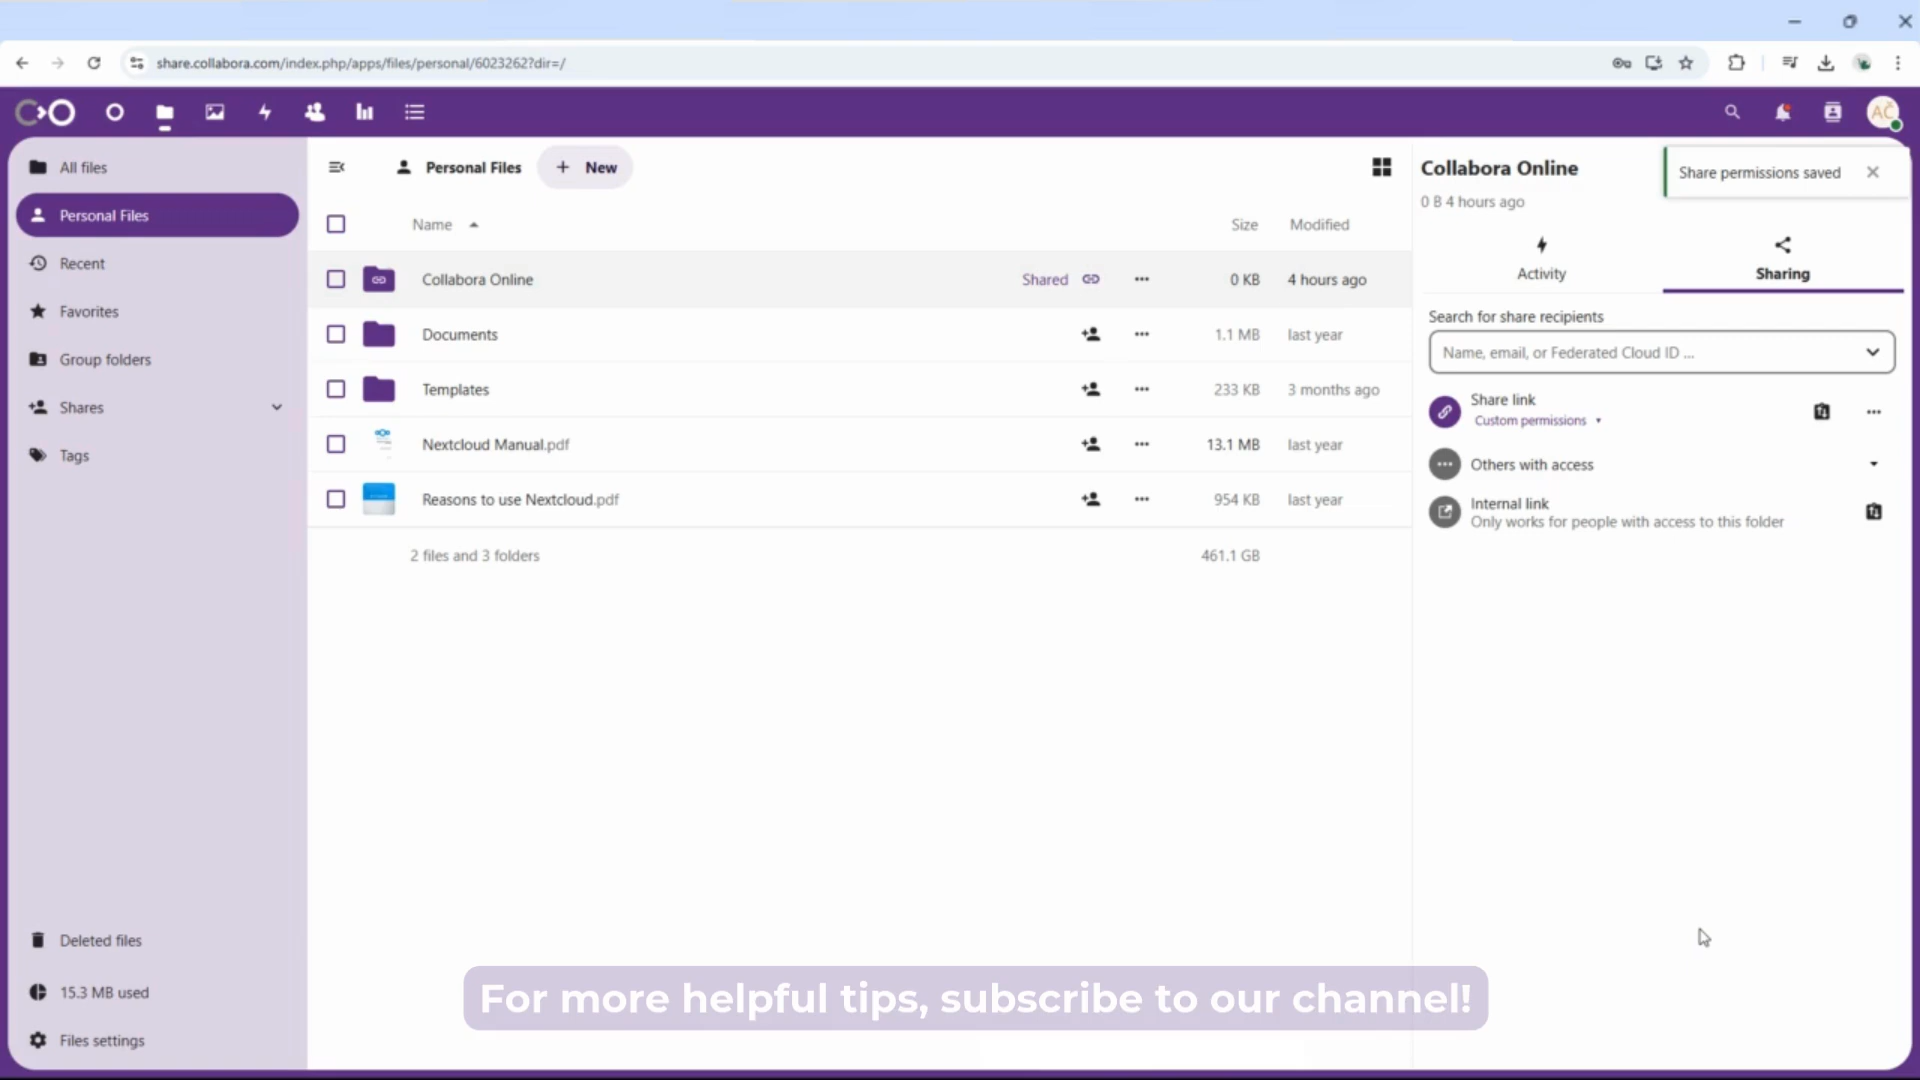 share.collabora.com/index.php/apps/files/personal/6023262?dir=/
AČ
All files
Personal Files
Recent
Favorites
Group folders
Shares
Tags
Deleted files
15.3 MB used
Files settings
Personal Files
+ New
Name Size Modified
Collabora Online Shared 0 KB 4 hours ago
Documents 1.1 MB last year
Templates 233 KB 3 months ago
Nextcloud Manual.pdf 13.1 MB last year
Reasons to use Nextcloud.pdf 954 KB last year
2 files and 3 folders 461.1 GB
Collabora Online
0 B 4 hours ago
Share permissions saved
Activity
Sharing
Search for share recipients
Name, email, or Federated Cloud ID ...
Share link
Custom permissions
Others with access
Internal link
Only works for people with access to this folder
For more helpful tips, subscribe to our channel!